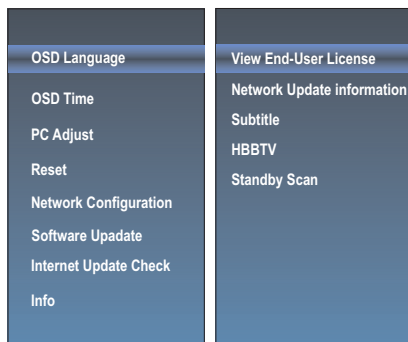 OSD Language
OSD Time
PC Adjust
Reset
Network Configuration
Software Upadate
Internet Update Check
Info
View End-User License
Network Update information
Subtitle
HBBTV
Standby Scan